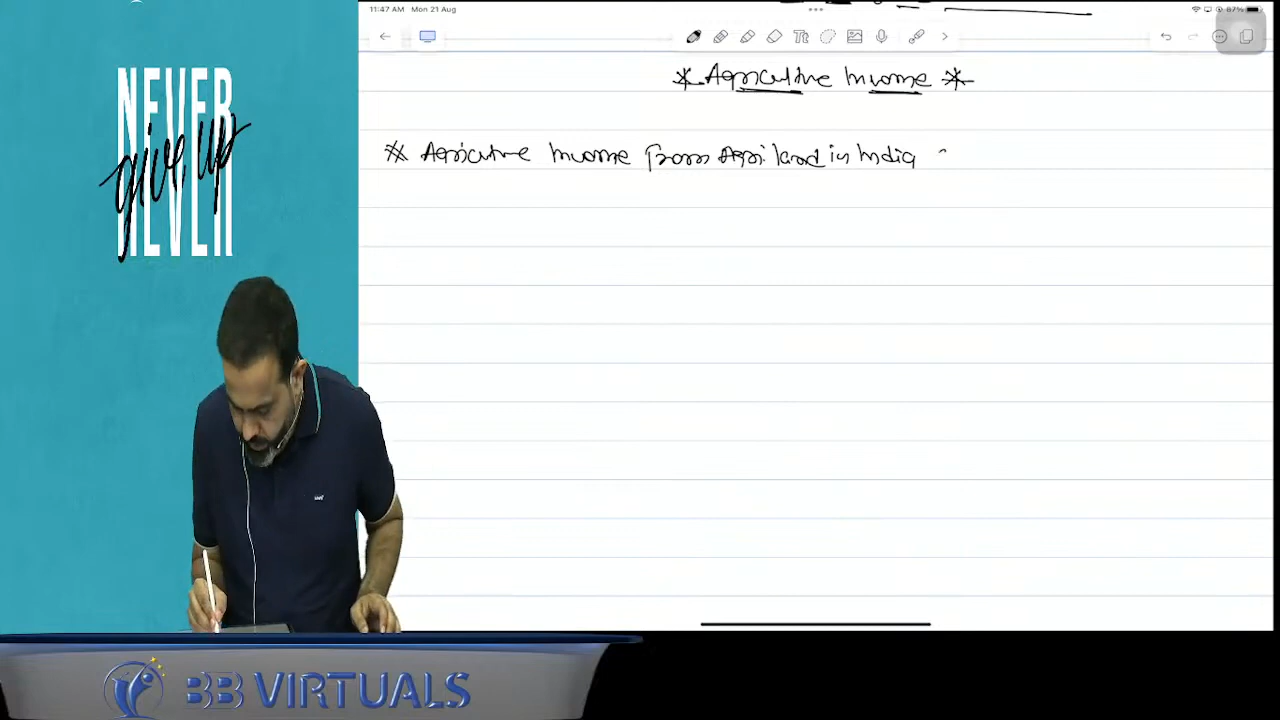 11:47 AM Mon 21 Aug
87%
NEVER
give up
NEVER
* Agriculture Income *
* Agriculture Income from Agri land in India
BB VIRTUALS